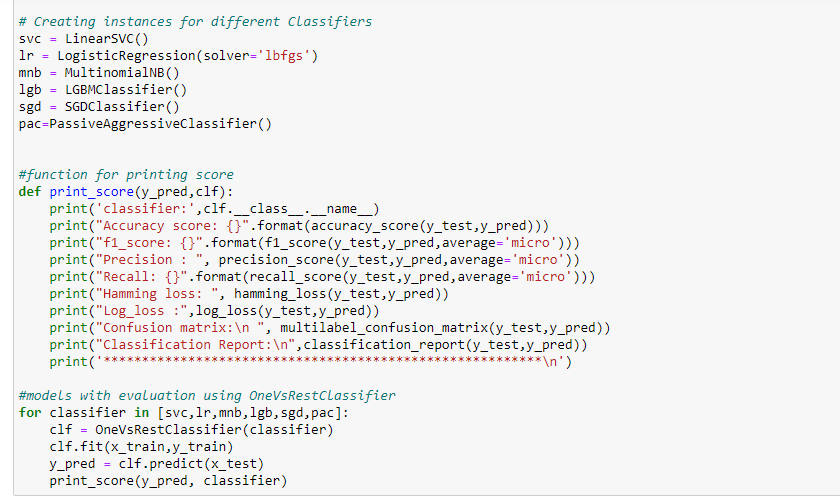 # Creating instances for different Classifiers
svc = LinearSVC()
lr = LogisticRegression(solver='lbfgs')
mnb = MultinomialNB()
lgb = LGBMClassifier()
sgd = SGDClassifier()
pac=PassiveAggressiveClassifier()
#function for printing score
def print_score(y_pred,clf):
    print('classifier:',clf.__class__.__name__)
    print("Accuracy score: {}".format(accuracy_score(y_test,y_pred)))
    print("f1_score: {}".format(f1_score(y_test,y_pred,average='micro')))
    print("Precision : ", precision_score(y_test,y_pred,average='micro'))
    print("Recall: {}".format(recall_score(y_test,y_pred,average='micro')))
    print("Hamming loss: ", hamming_loss(y_test,y_pred))
    print("Log_loss :",log_loss(y_test,y_pred))
    print("Confusion matrix:\n ", multilabel_confusion_matrix(y_test,y_pred))
    print("Classification Report:\n",classification_report(y_test,y_pred))
    print('*********************************************************\n')
#models with evaluation using OneVsRestClassifier
for classifier in [svc,lr,mnb,lgb,sgd,pac]:
    clf = OneVsRestClassifier(classifier)
    clf.fit(x_train,y_train)
    y_pred = clf.predict(x_test)
    print_score(y_pred, classifier)